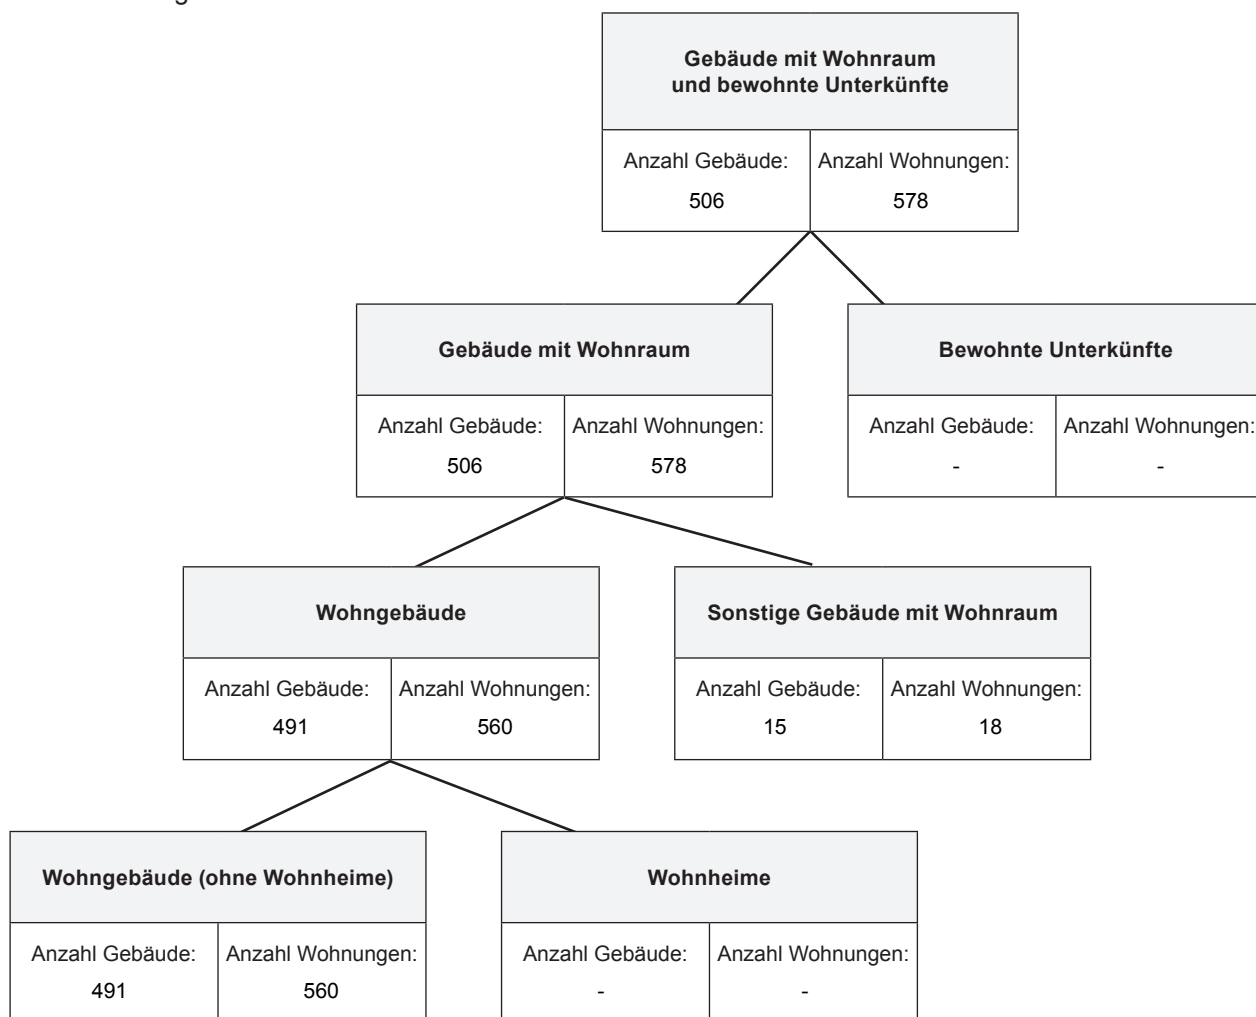 Gebäude mit Wohnraum
und bewohnte Unterkünfte
Anzahl Gebäude: Anzahl Wohnungen:
506 578
Gebäude mit Wohnraum
Anzahl Gebäude: Anzahl Wohnungen:
506 578
Bewohnte Unterkünfte
Anzahl Gebäude: Anzahl Wohnungen:
- -
Wohngebäude
Anzahl Gebäude: Anzahl Wohnungen:
491 560
Sonstige Gebäude mit Wohnraum
Anzahl Gebäude: Anzahl Wohnungen:
15 18
Wohngebäude (ohne Wohnheime)
Anzahl Gebäude: Anzahl Wohnungen:
491 560
Wohnheime
Anzahl Gebäude: Anzahl Wohnungen:
- -